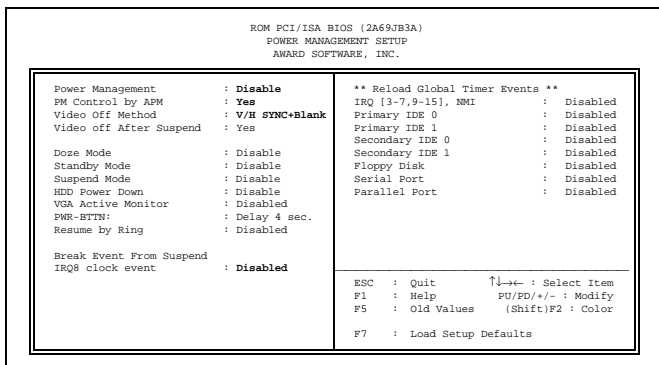 ROM PCI/ISA BIOS (2A69JB3A)
POWER MANAGEMENT SETUP
AWARD SOFTWARE, INC.
Power Management : Disable
PM Control by APM : Yes
Video Off Method : V/H SYNC+Blank
Video off After Suspend : Yes
Doze Mode : Disable
Standby Mode : Disable
Suspend Mode : Disable
HDD Power Down : Disable
VGA Active Monitor : Disabled
PWR-BTTN: : Delay 4 sec.
Resume by Ring : Disabled
Break Event From Suspend
IRQ8 clock event : Disabled
** Reload Global Timer Events **
IRQ [3-7,9-15], NMI : Disabled
Primary IDE 0 : Disabled
Primary IDE 1 : Disabled
Secondary IDE 0 : Disabled
Secondary IDE 1 : Disabled
Floppy Disk : Disabled
Serial Port : Disabled
Parallel Port : Disabled
ESC : Quit ↑↓→← : Select Item
F1 : Help PU/PD/+/- : Modify
F5 : Old Values (Shift)F2 : Color
F7 : Load Setup Defaults